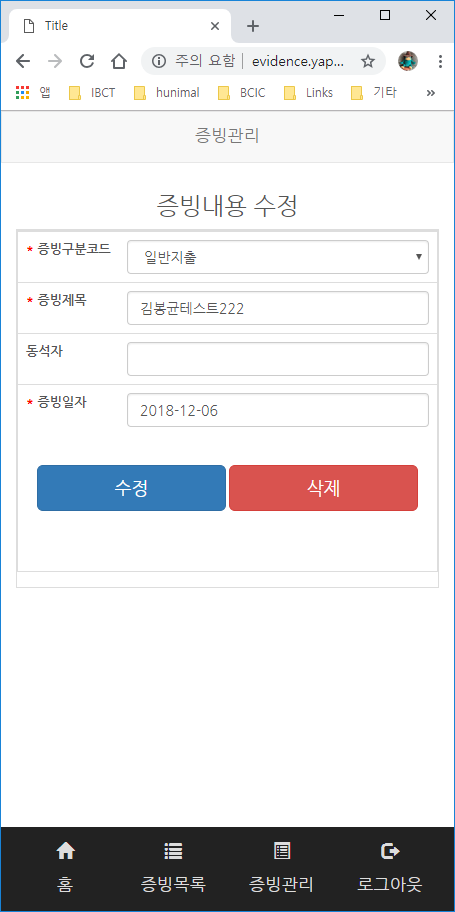 Title
주의 요함 evidence.yap...
앱 IBCT hunimal BCIC Links 기타 »
증빙관리
증빙내용 수정
* 증빙구분코드 일반지출
* 증빙제목 김봉균테스트222
동석자
* 증빙일자 2018-12-06
수정 삭제
홈 증빙목록 증빙관리 로그아웃